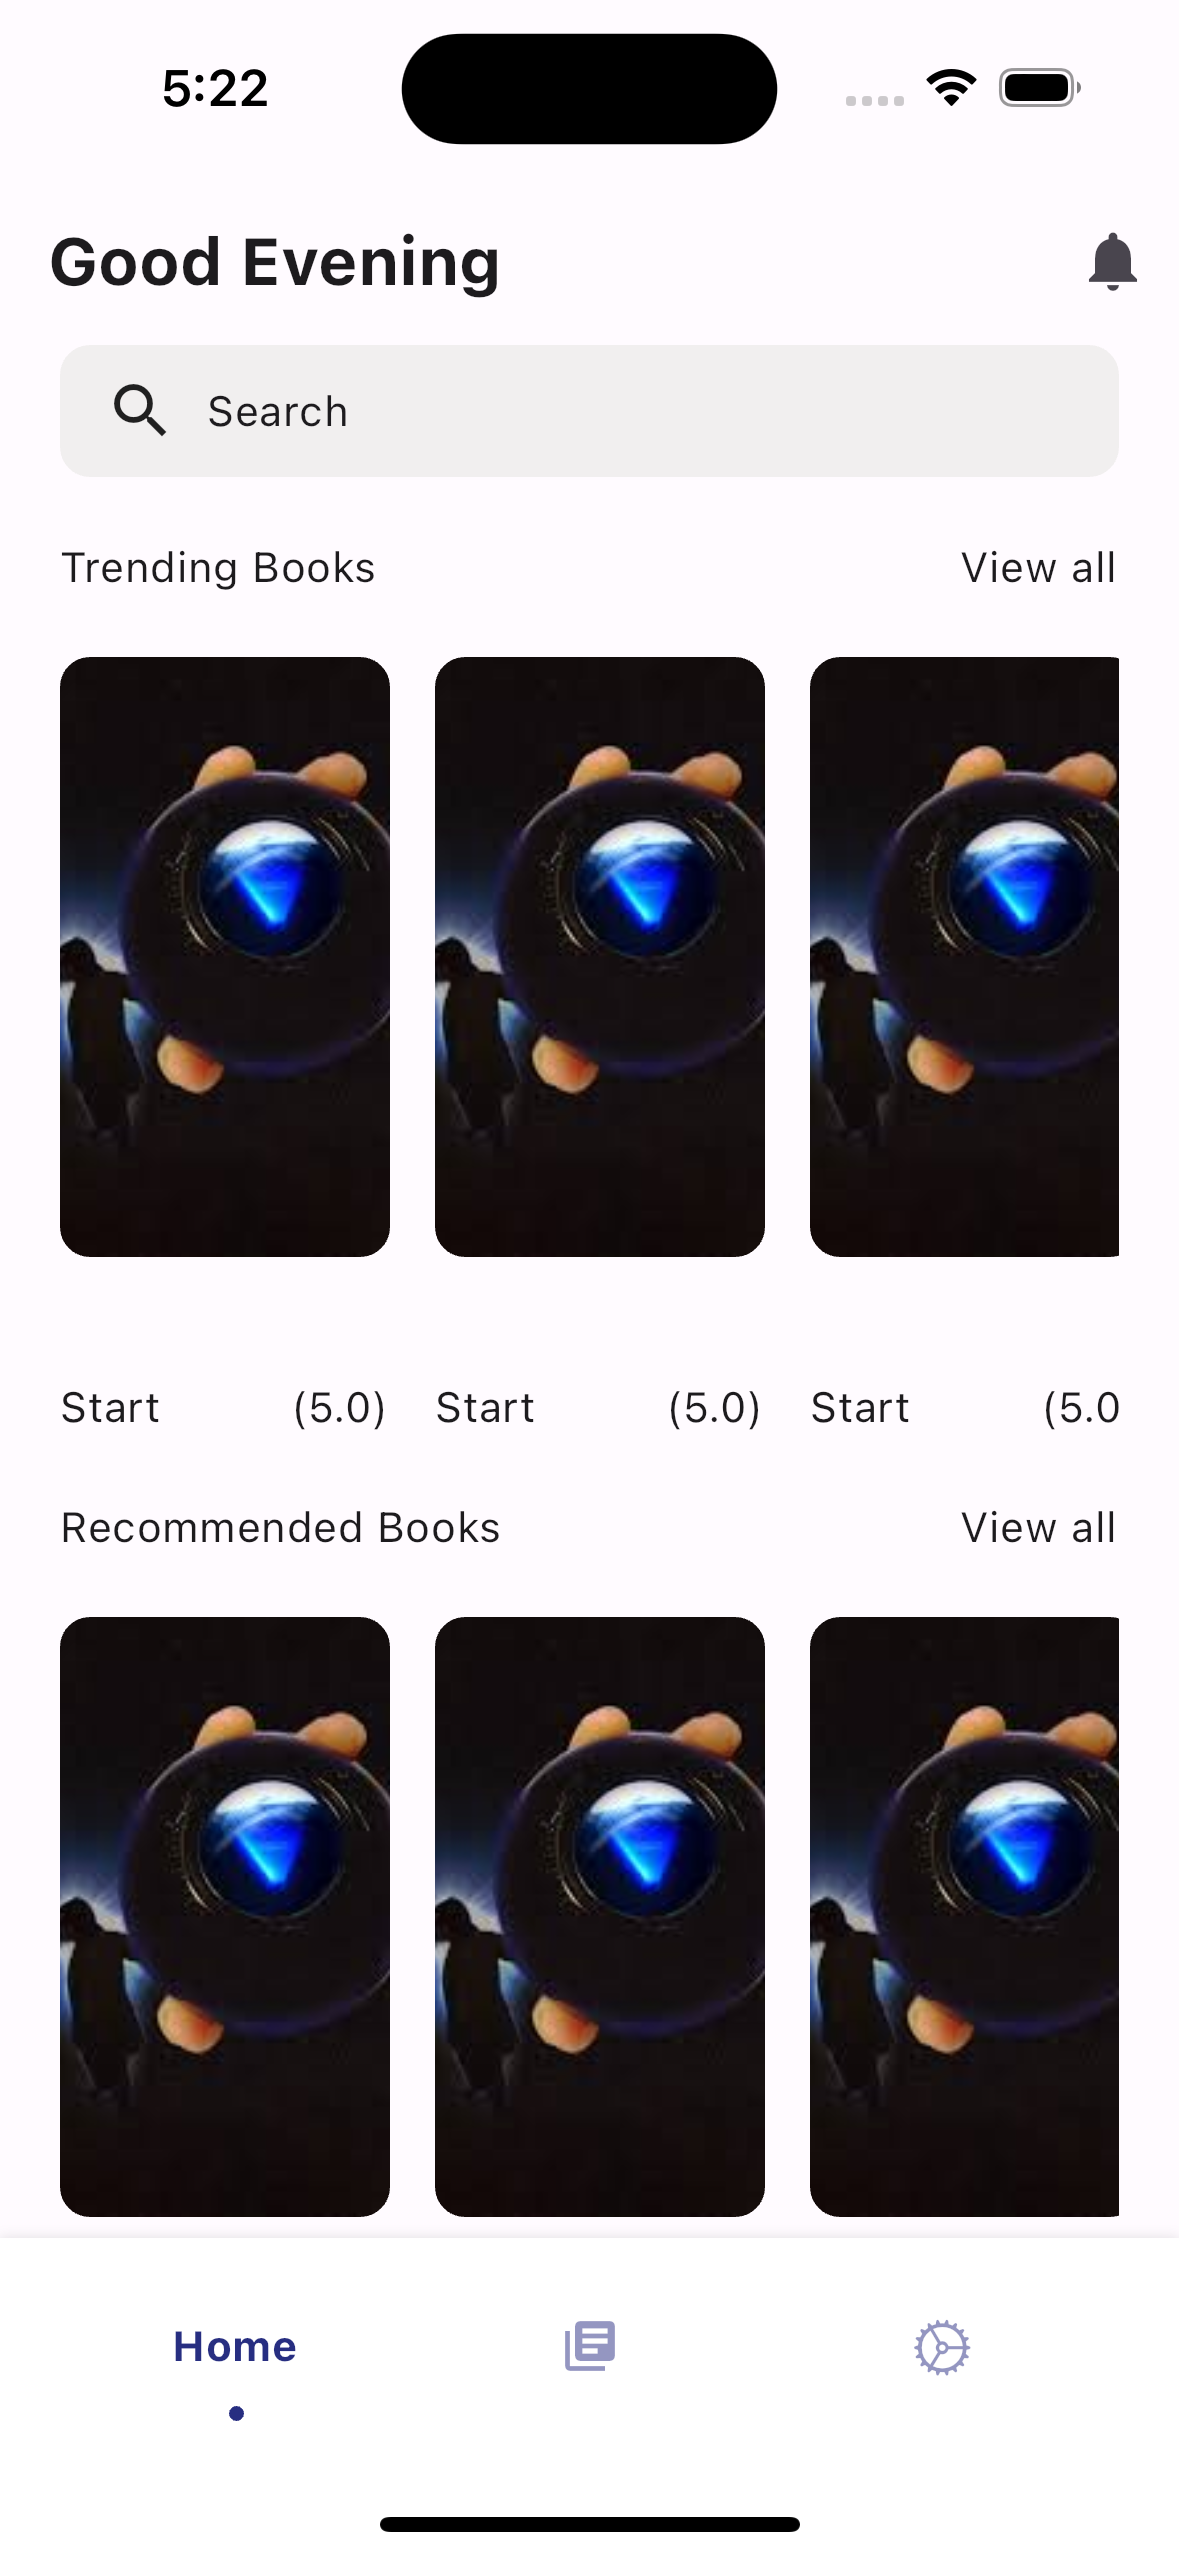 5:22
Good Evening
Search
Trending Books View all
Start (5.0) Start (5.0) Start (5.0
Recommended Books View all
Home